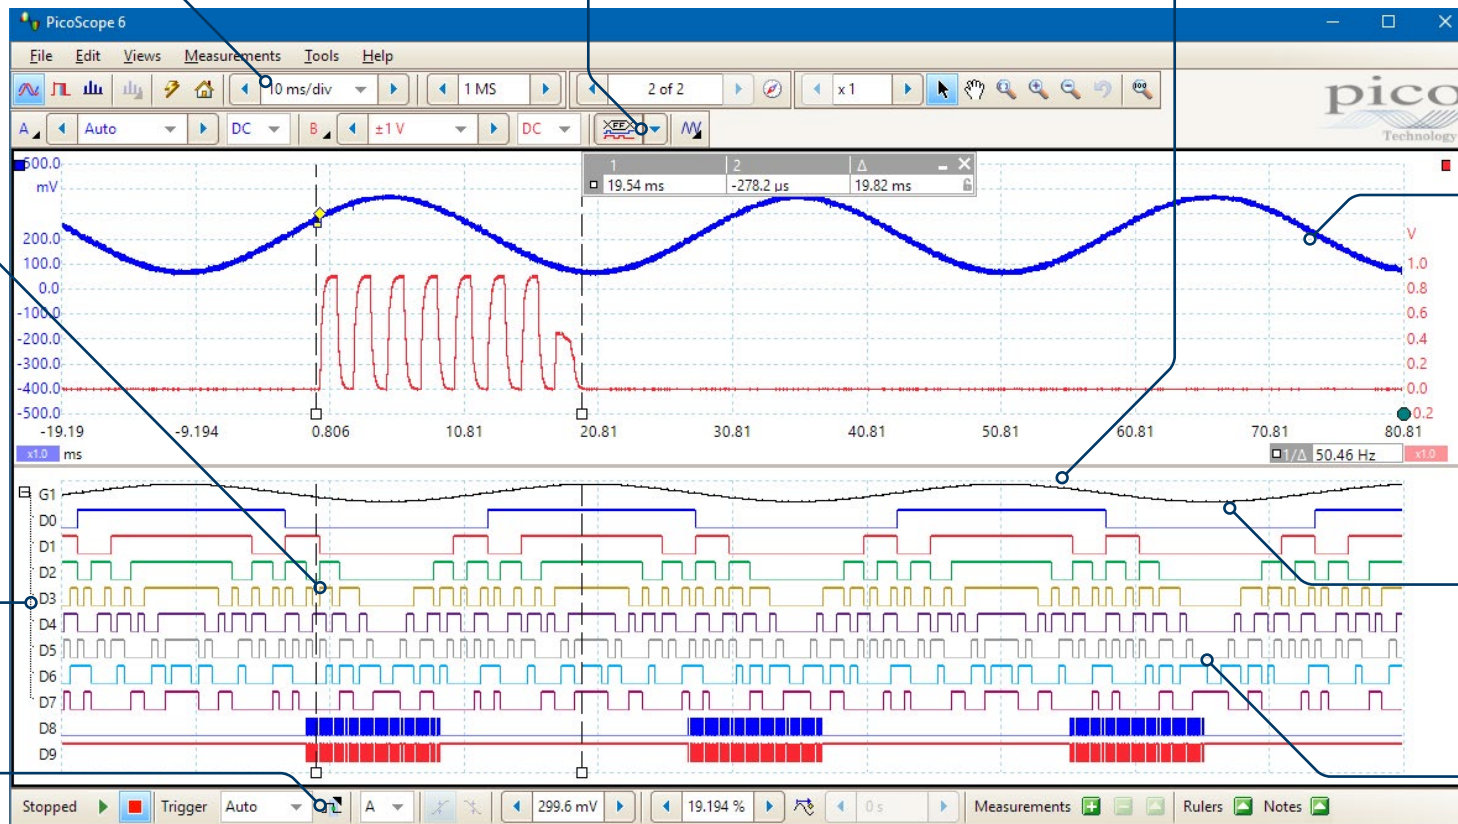 PicoScope 6
File Edit Views Measurements Tools Help
10 ms/div 1 MS 2 of 2 x 1 100
pico
Technology
A Auto DC B ±1 V DC XFFX
500.0
mV
1 2 Δ
19.54 ms -278.2 µs 19.82 ms
200.0 V
100.0 1.0
0.0 0.8
-100.0 0.6
-200.0 0.4
-300.0 0.2
-400.0 0.0
-500.0 0.2
-19.19 -9.194 0.806 10.81 20.81 30.81 40.81 50.81 60.81 70.81 80.81
x1.0 ms 1/Δ 50.46 Hz x1.0
G1
D0
D1
D2
D3
D4
D5
D6
D7
D8
D9
Stopped Trigger Auto A 299.6 mV 19.194 % 0 s Measurements Rulers Notes